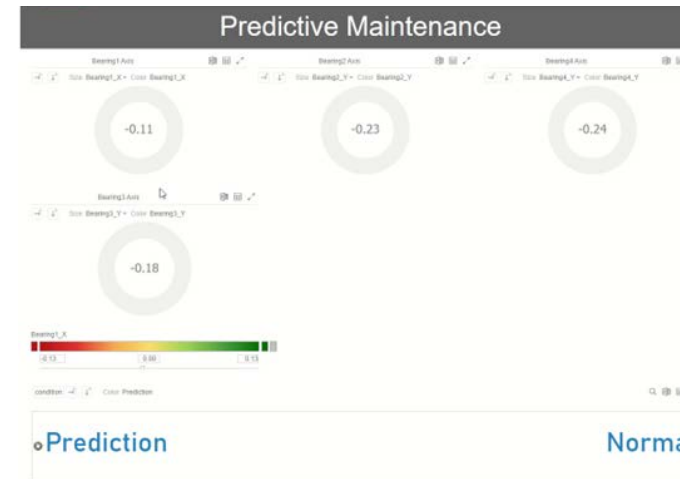 Predictive Maintenance
Bearing1 Axis
Bearing2 Axis
Bearing4 Axis
Size Bearing1_X Color Bearing1_X
Size Bearing2_Y Color Bearing2_Y
Size Bearing4_Y Color Bearing4_Y
-0.11
-0.23
-0.24
Bearing3 Axis
Size Bearing3_Y Color Bearing3_Y
-0.18
Bearing1_X
-0.13 0.00 0.13
condition Color Prediction
Prediction
Norma